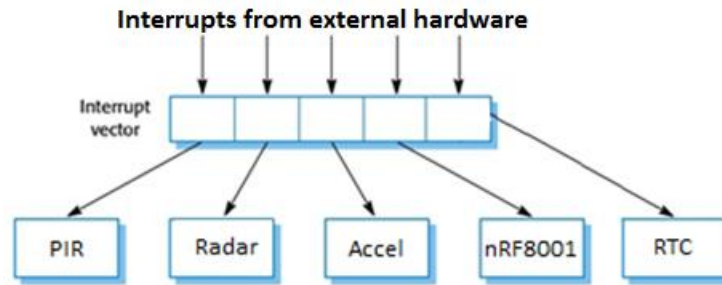 Interrupts from external hardware
Interrupt
vector
PIR
Radar
Accel
nRF8001
RTC